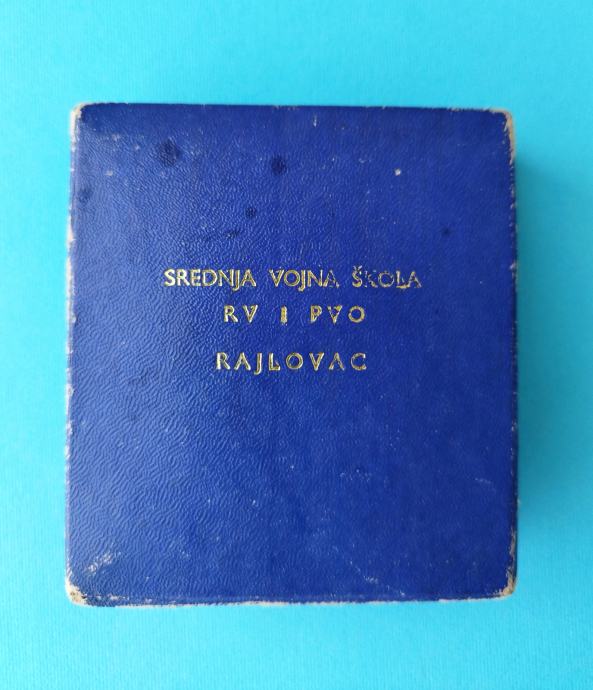 SREDNJA VOJNA ŠKOLA
RV I PVO
RAJLOVAC